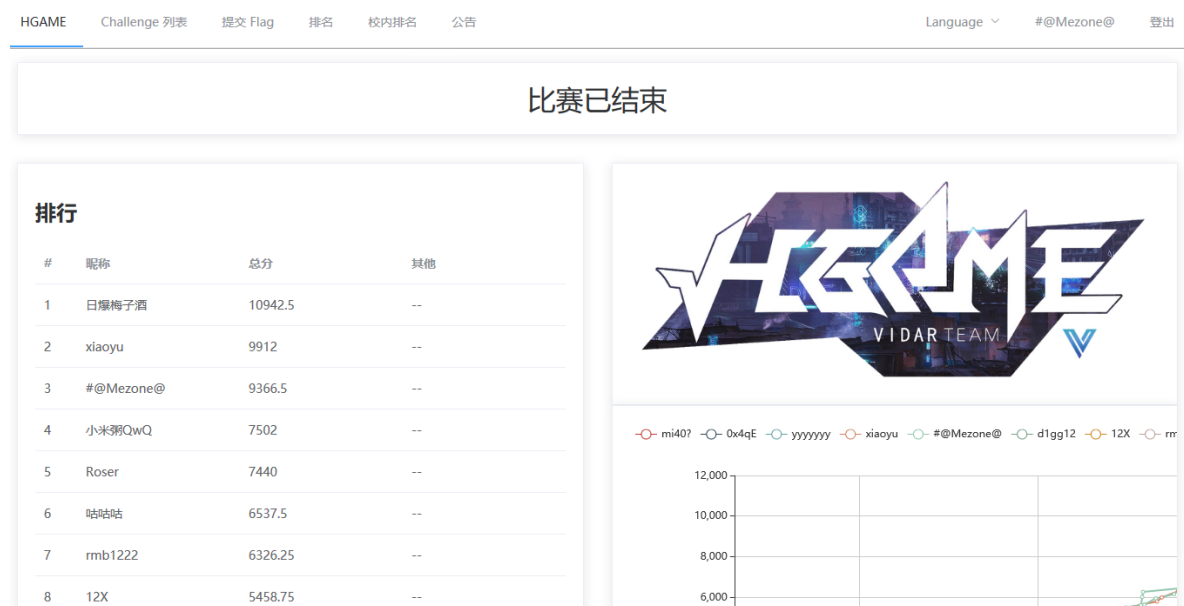 HGAME Challenge 列表 提交 Flag 排名 校内排名 公告 Language #@Mezone@ 登出
比赛已结束
排行
# 昵称 总分 其他
1 日爆梅子酒 10942.5 --
2 xiaoyu 9912 --
3 #@Mezone@ 9366.5 --
4 小米粥QwQ 7502 --
5 Roser 7440 --
6 咕咕咕 6537.5 --
7 rmb1222 6326.25 --
8 12X 5458.75 --
HGAME
VIDAR TEAM
mi40? 0x4qE yyyyyyy xiaoyu #@Mezone@ d1gg12 12X rm
12,000
10,000
8,000
6,000